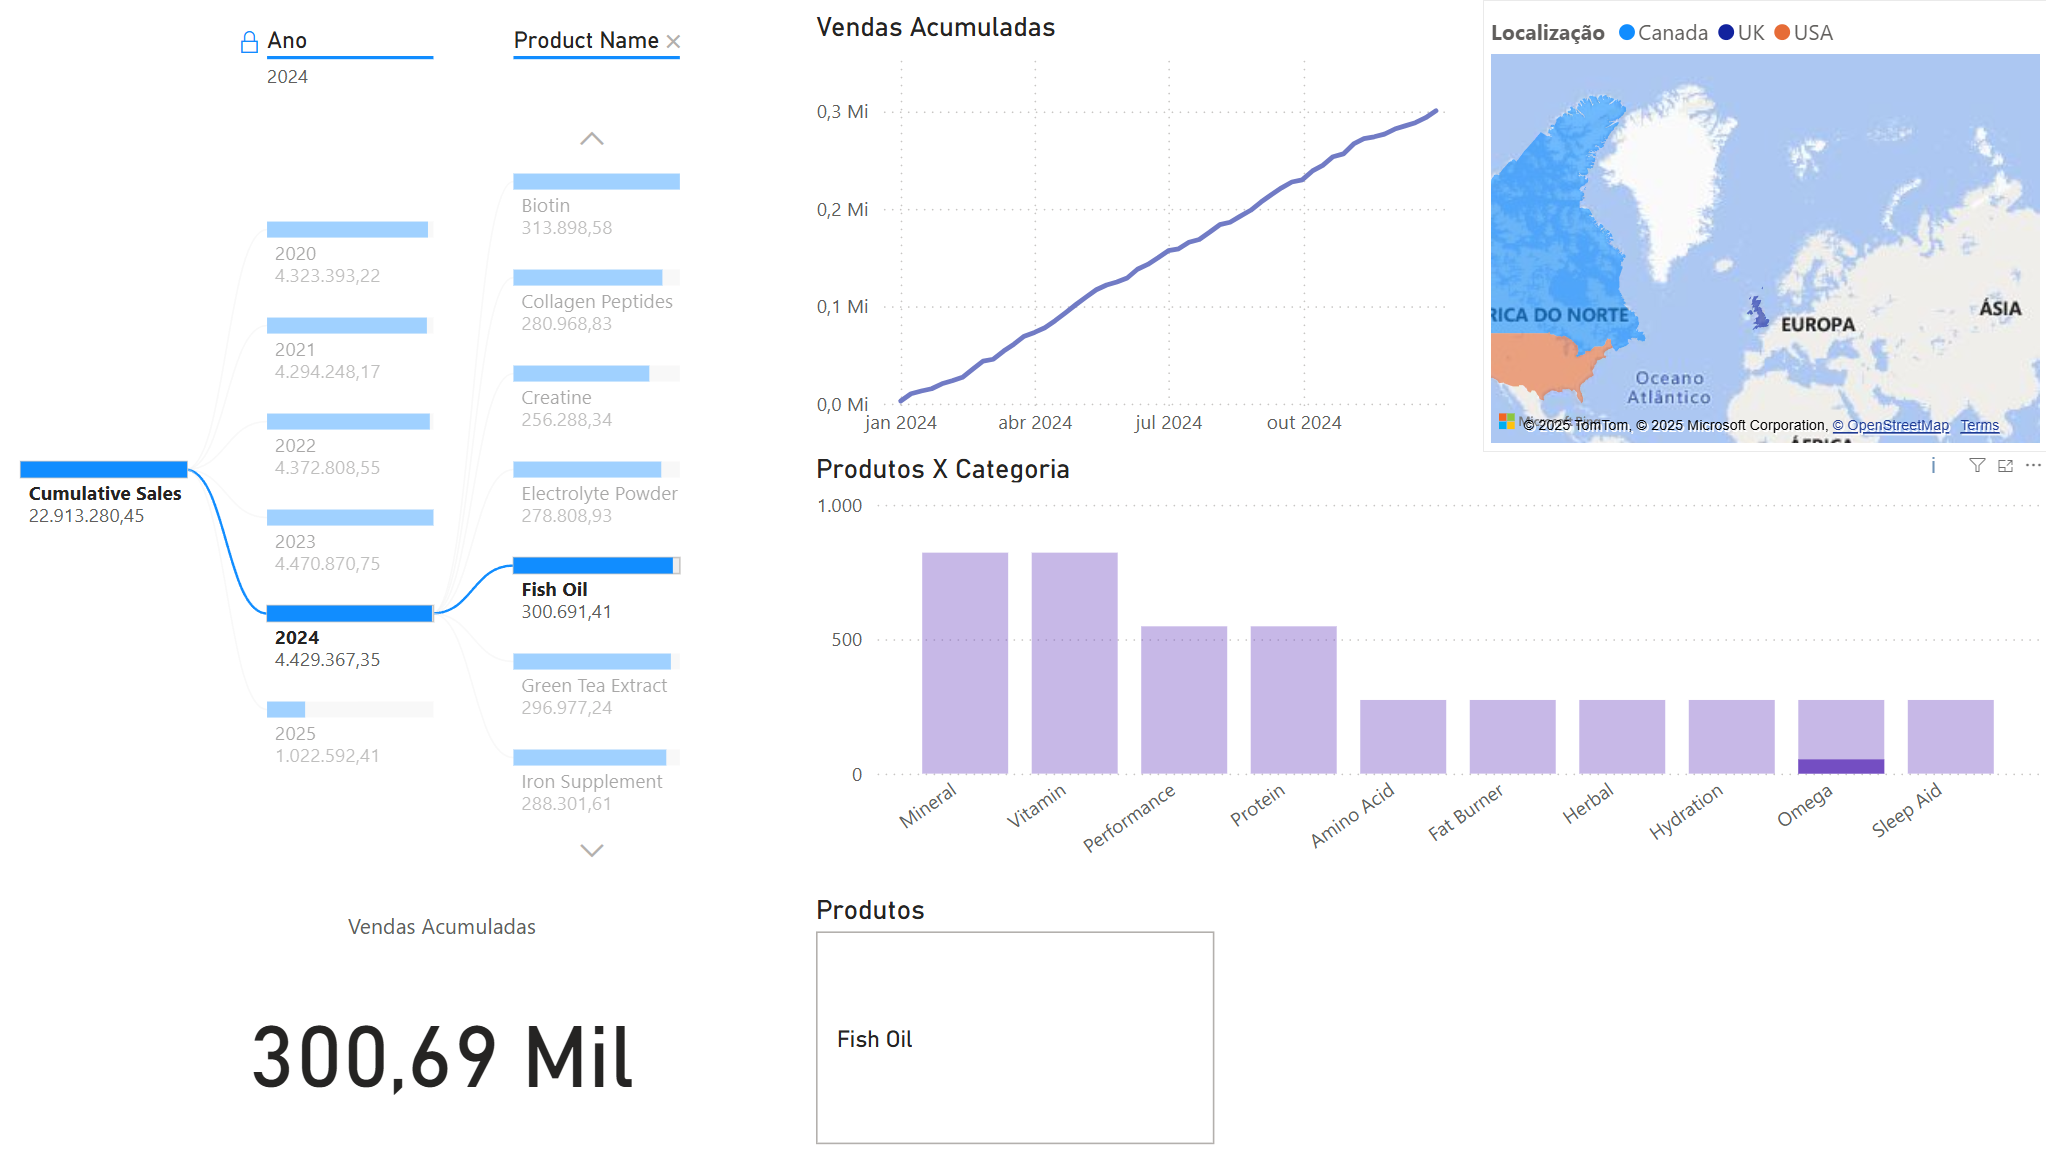 Ano
2024
Product Name
2020
4.323.393,22
2021
4.294.248,17
2022
4.372.808,55
Cumulative Sales
22.913.280,45
2023
4.470.870,75
2024
4.429.367,35
2025
1.022.592,41
Biotin
313.898,58
Collagen Peptides
280.968,83
Creatine
256.288,34
Electrolyte Powder
278.808,93
Fish Oil
300.691,41
Green Tea Extract
296.977,24
Iron Supplement
288.301,61
Vendas Acumuladas
300,69 Mil
Vendas Acumuladas
0,3 Mi
0,2 Mi
0,1 Mi
0,0 Mi
jan 2024 abr 2024 jul 2024 out 2024
Localização Canada UK USA
RICA DO NORTE
EUROPA
ÁSIA
Oceano
Atlântico
© 2025 TomTom, © 2025 Microsoft Corporation, © OpenStreetMap Terms
Produtos X Categoria
1.000
500
0
Mineral
Vitamin
Performance
Protein
Amino Acid
Fat Burner
Herbal
Hydration
Omega
Sleep Aid
Produtos
Fish Oil